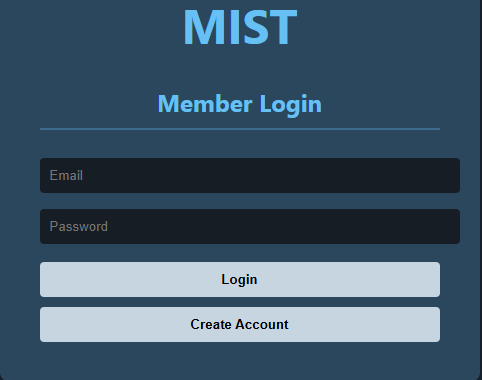 MIST
Member Login
Email
Password
Login
Create Account